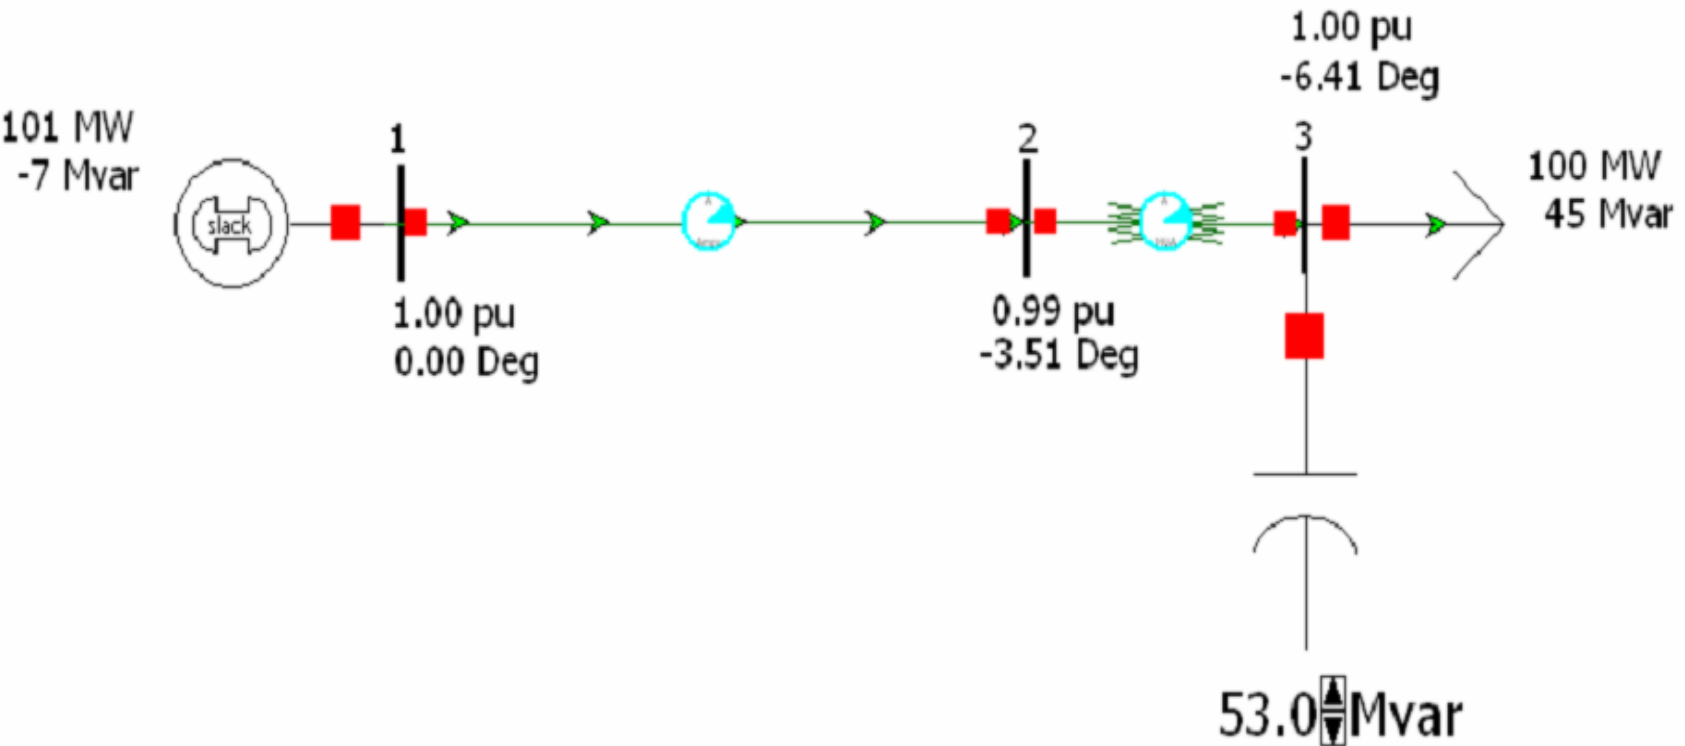 1.00 pu
-6.41 Deg
101 MW
-7 Mvar
1
2
3
100 MW
45 Mvar
slack
A
A
1.00 pu
0.00 Deg
0.99 pu
-3.51 Deg
53.0 Mvar